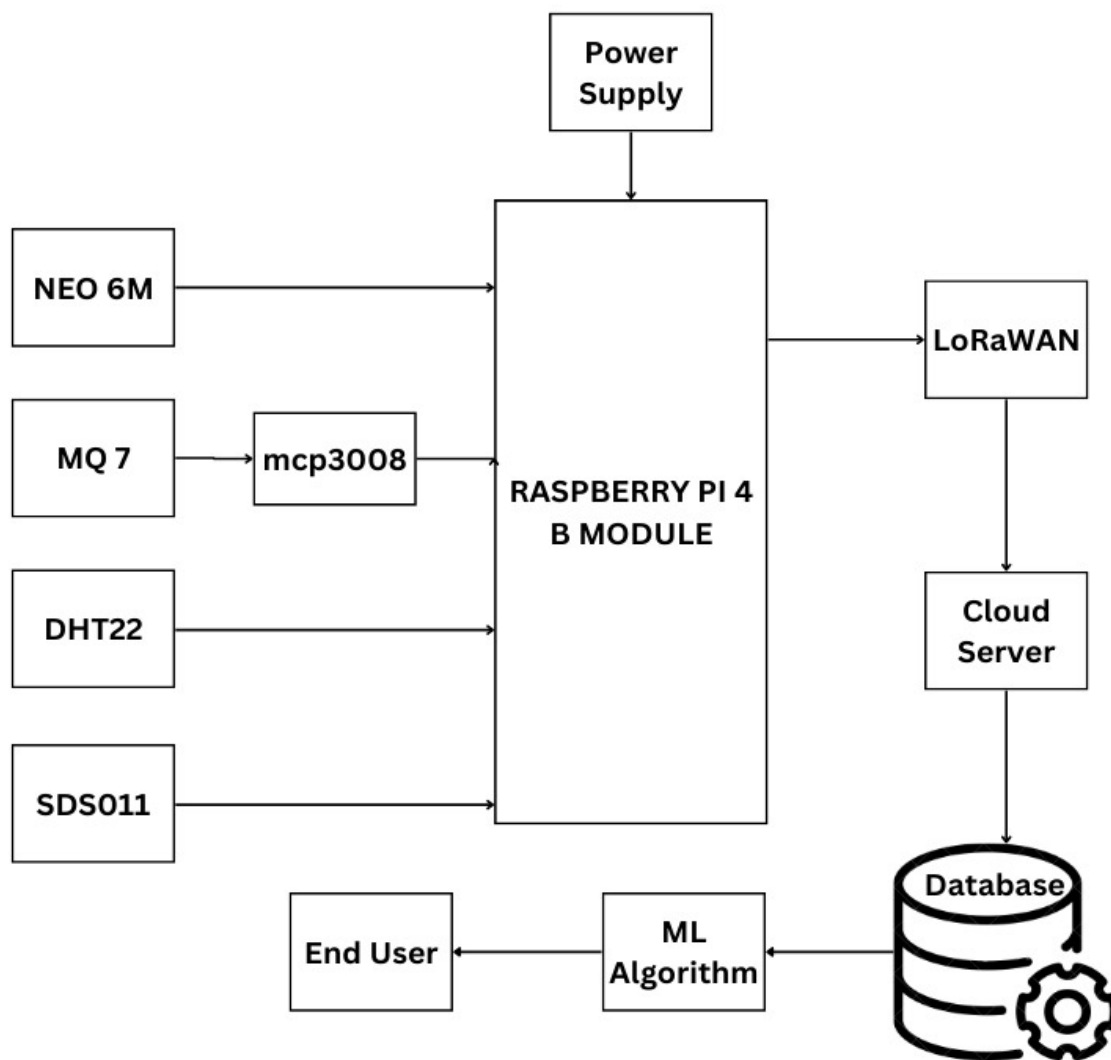 Power
Supply
NEO 6M
LoRaWAN
MQ 7
mcp3008
RASPBERRY PI 4
B MODULE
DHT22
Cloud
Server
SDS011
Database
End User
ML
Algorithm